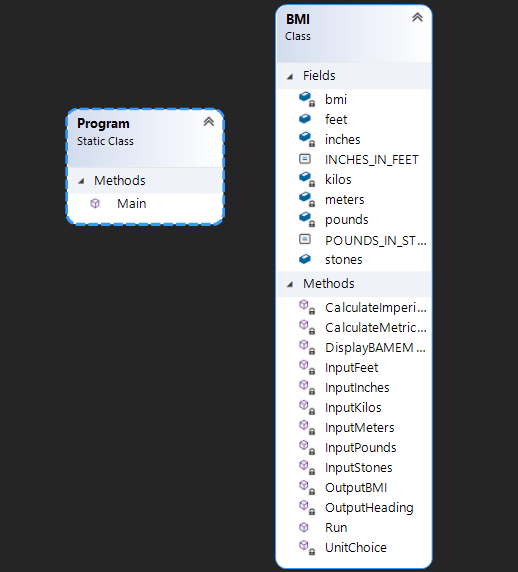 Program
Static Class
Methods
Main
BMI
Class
Fields
bmi
feet
inches
INCHES_IN_FEET
kilos
meters
pounds
POUNDS_IN_ST...
stones
Methods
CalculateImperi...
CalculateMetric...
DisplayBAMEM ...
InputFeet
InputInches
InputKilos
InputMeters
InputPounds
InputStones
OutputBMI
OutputHeading
Run
UnitChoice